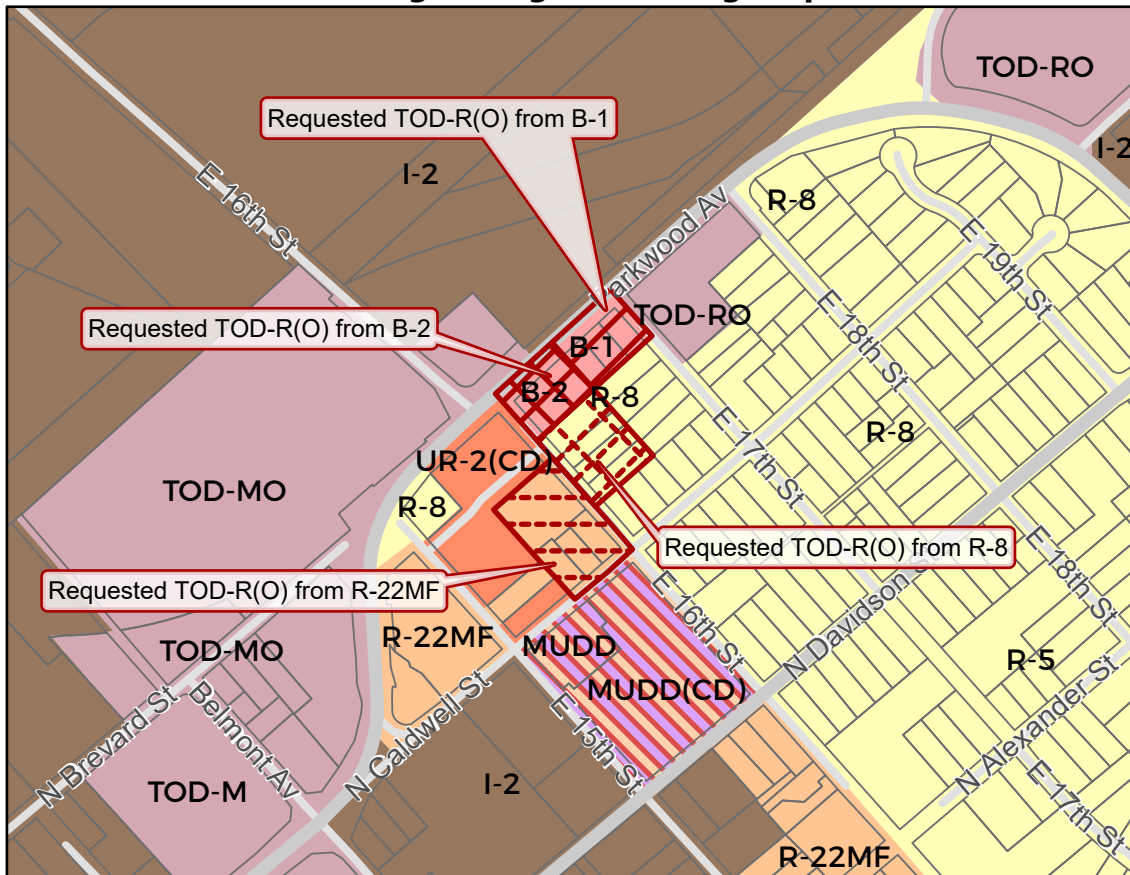 TOD-RO
Requested TOD-R(O) from B-1
I-2
I-2
E 16th St
R-8
Parkwood Av
E 19th St
TOD-RO
Requested TOD-R(O) from B-2
B-1
E 18th St
B-2
R-8
E 17th St
R-8
UR-2(CD)
TOD-MO
R-8
Requested TOD-R(O) from R-8
Requested TOD-R(O) from R-22MF
E 18th St
E 16th St
N Davidson St
R-22MF
MUDD
TOD-MO
MUDD(CD)
R-5
Belmont Av
N Brevard St
N Caldwell St
E 15th St
N Alexander St
E 17th St
TOD-M
I-2
R-22MF